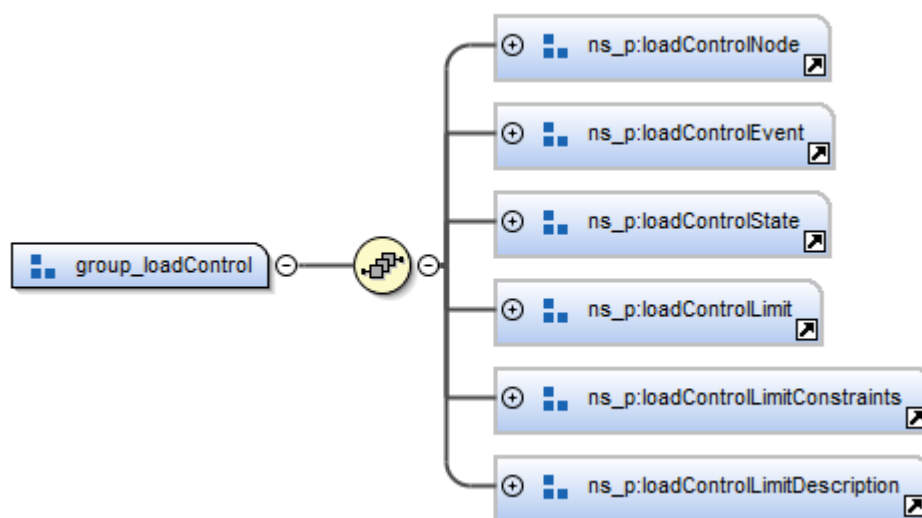 ns_p:loadControlNode
ns_p:loadControlEvent
ns_p:loadControlState
group_loadControl
ns_p:loadControlLimit
ns_p:loadControlLimitConstraints
ns_p:loadControlLimitDescription